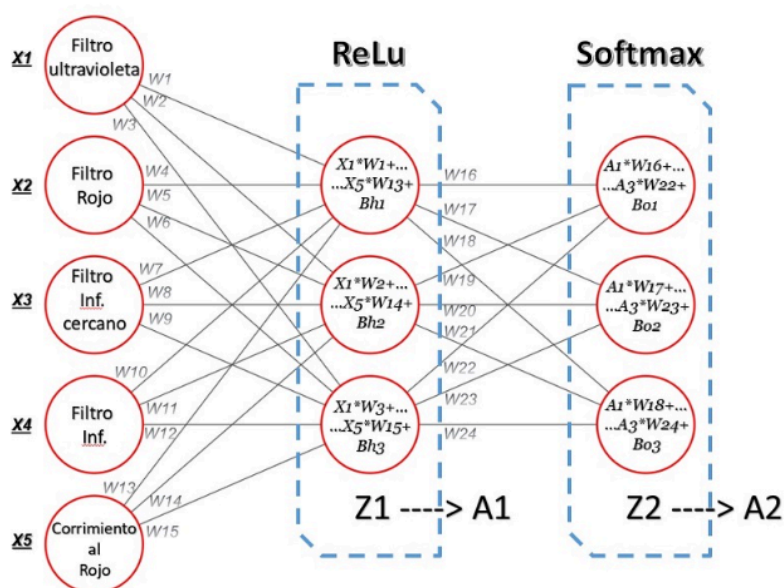 ReLu
Softmax
X1
Filtro
ultravioleta
W1
W2
W3
X2
Filtro
Rojo
W4
W5
W6
X3
Filtro
Inf.
cercano
W7
W8
W9
X4
Filtro
Inf.
W10
W11
W12
X5
Corrimiento
al
Rojo
W13
W14
W15
X1*W1+...
...X5*W13+
Bh1
X1*W2+...
...X5*W14+
Bh2
X1*W3+...
...X5*W15+
Bh3
W16
W17
W18
W19
W20
W21
W22
W23
W24
A1*W16+...
...A3*W22+
Bo1
A1*W17+...
...A3*W23+
Bo2
A1*W18+...
...A3*W24+
Bo3
Z1 ----> A1
Z2 ----> A2